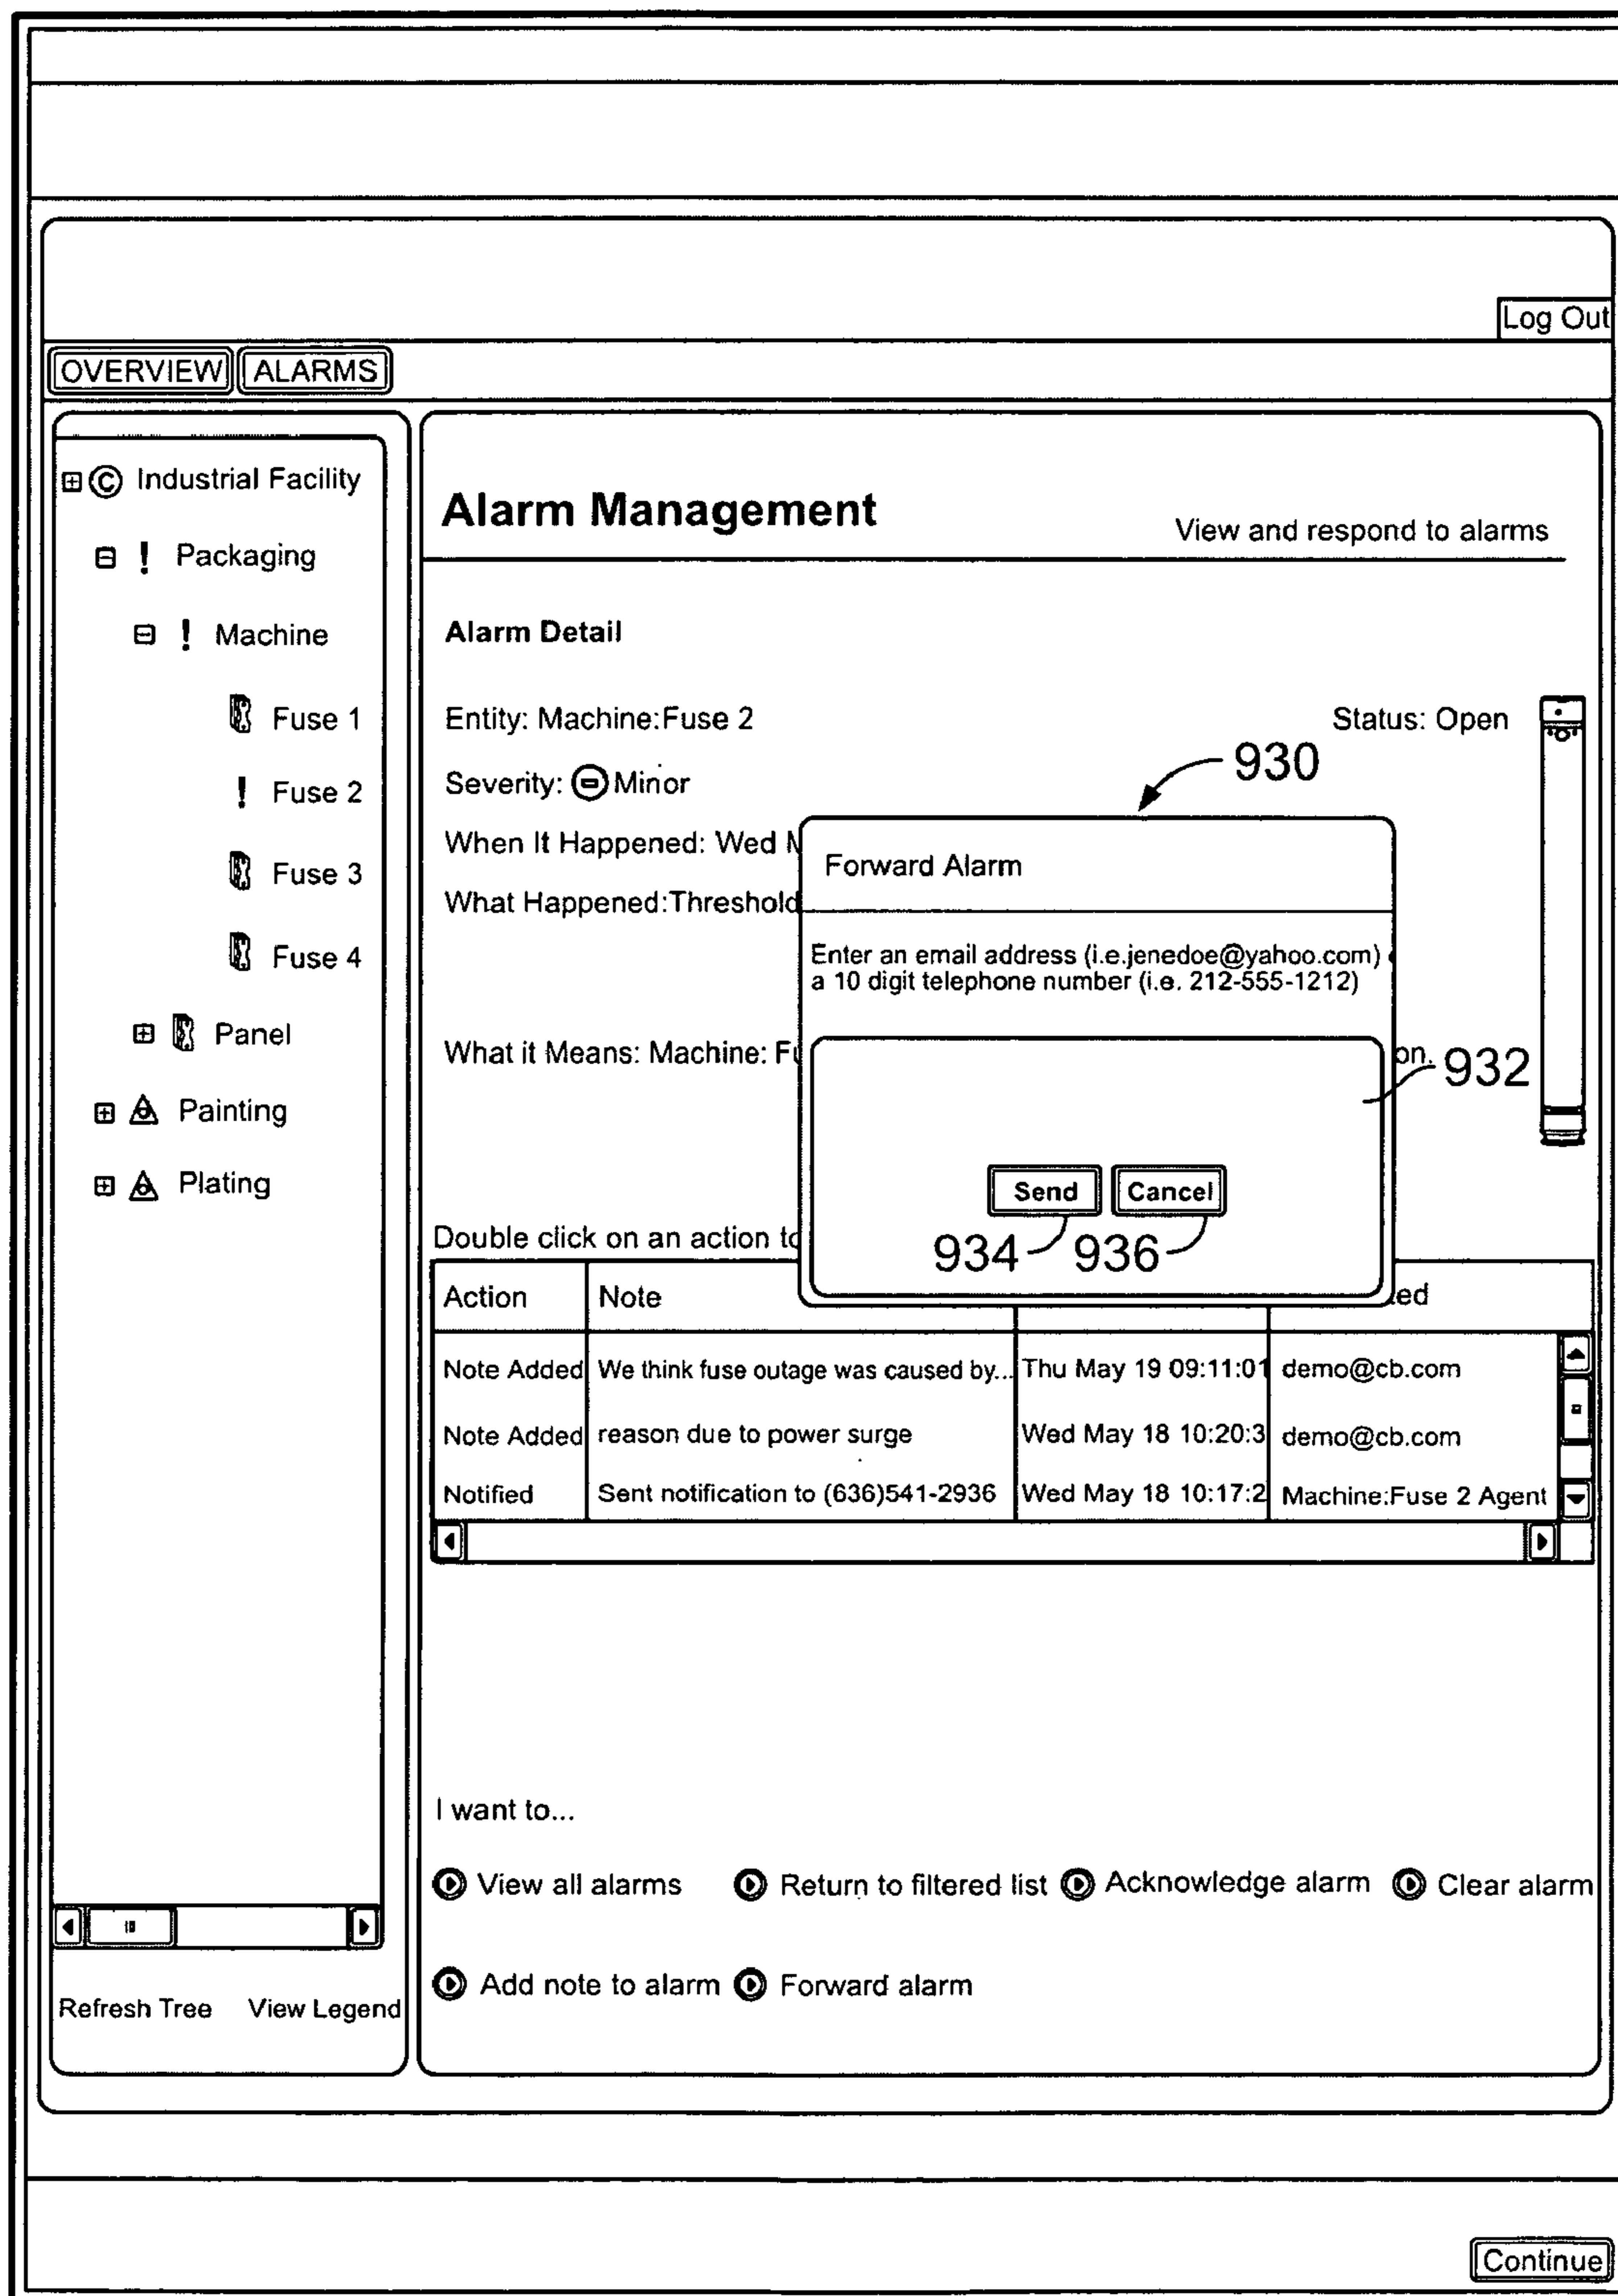 Log Out
OVERVIEW ALARMS
Industrial Facility
Packaging
Machine
Fuse 1
Fuse 2
Fuse 3
Fuse 4
Panel
Painting
Plating
Refresh Tree View Legend
Alarm Management
View and respond to alarms
Alarm Detail
Entity: Machine:Fuse 2 Status: Open
930
Severity: Minor
When It Happened: Wed
What Happened:Threshold
What it Means: Machine:
on.
Forward Alarm
Enter an email address (i.e.jenedoe@yahoo.com)
a 10 digit telephone number (i.e. 212-555-1212)
932
Send Cancel
934 936
Double click on an action to
Action Note ed
Note Added We think fuse outage was caused by... Thu May 19 09:11:01 demo@cb.com
Note Added reason due to power surge Wed May 18 10:20:3 demo@cb.com
Notified Sent notification to (636)541-2936 Wed May 18 10:17:2 Machine:Fuse 2 Agent
I want to...
View all alarms Return to filtered list Acknowledge alarm Clear alarm
Add note to alarm Forward alarm
Continue